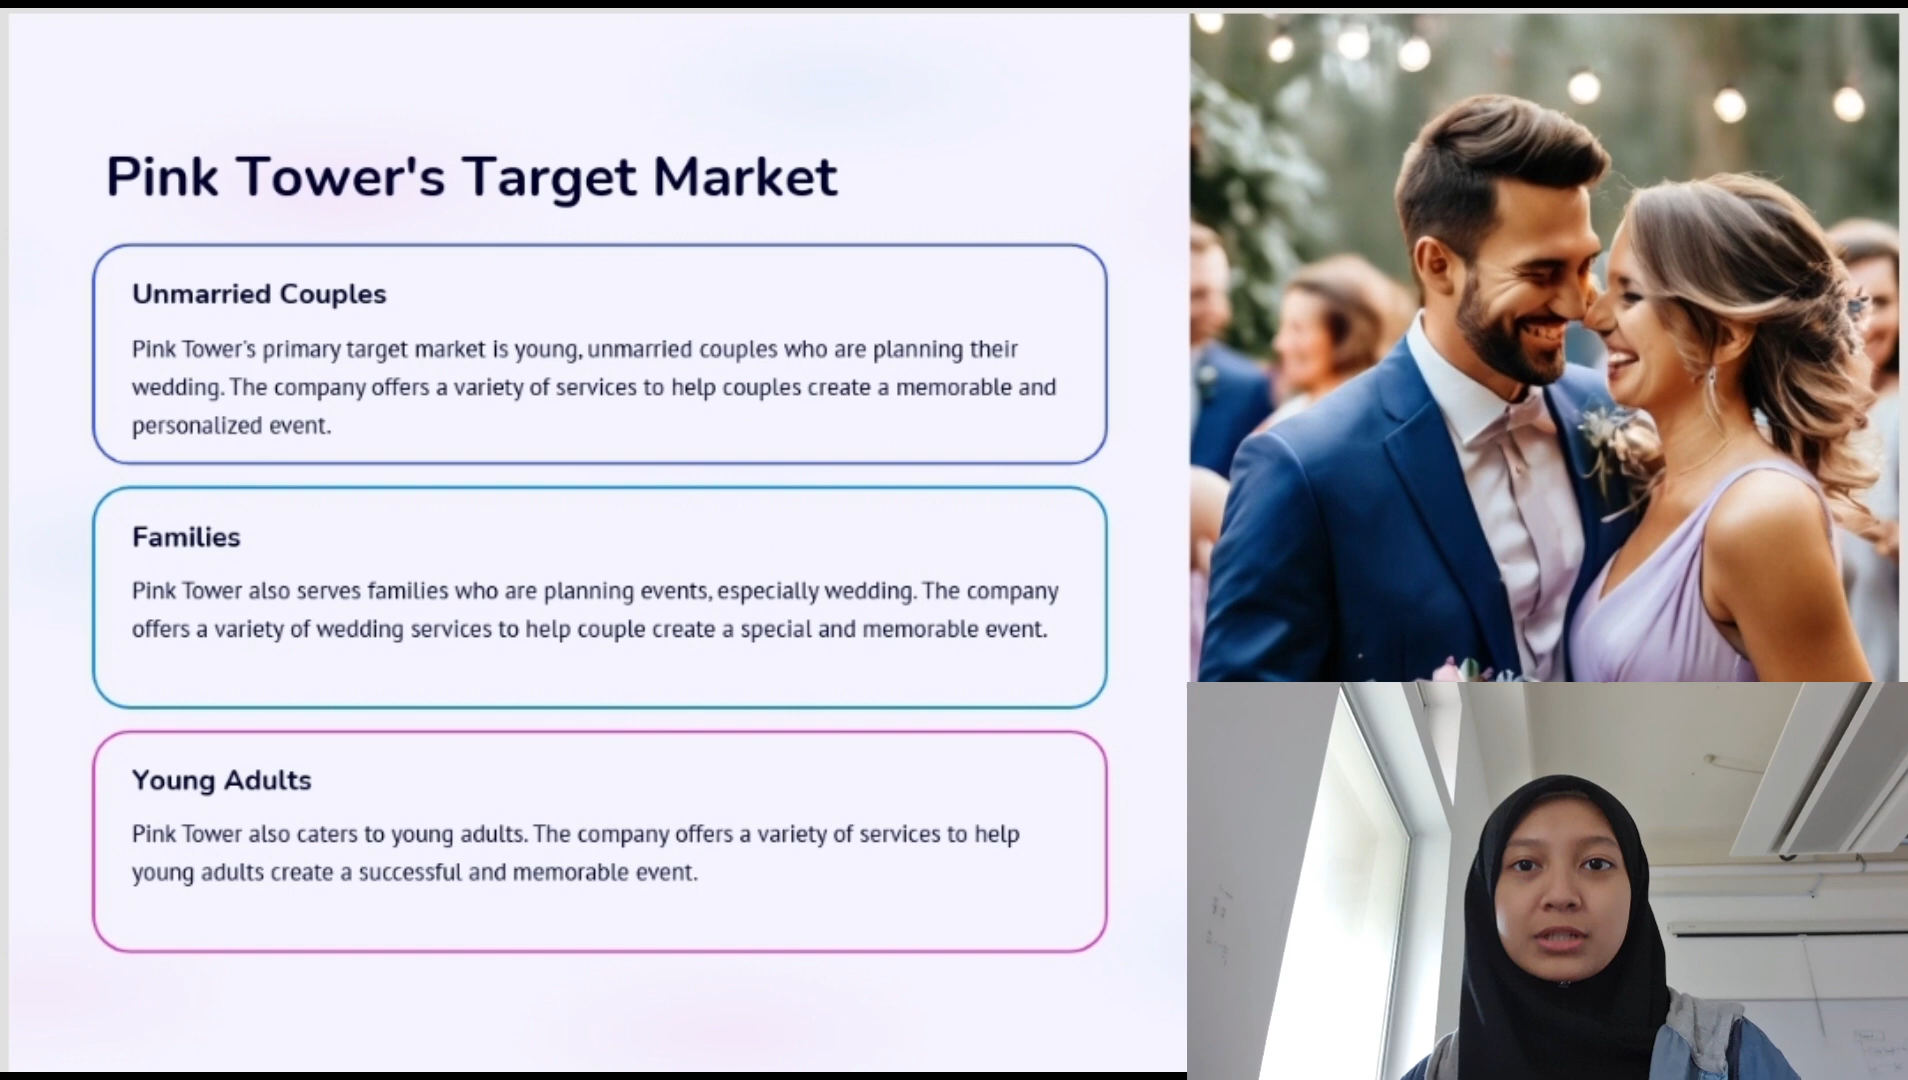 Pink Tower's Target Market
Unmarried Couples
Pink Tower's primary target market is young, unmarried couples who are planning their
wedding. The company offers a variety of services to help couples create a memorable and
personalized event.
Families
Pink Tower also serves families who are planning events, especially wedding. The company
offers a variety of wedding services to help couple create a special and memorable event.
Young Adults
Pink Tower also caters to young adults. The company offers a variety of services to help
young adults create a successful and memorable event.